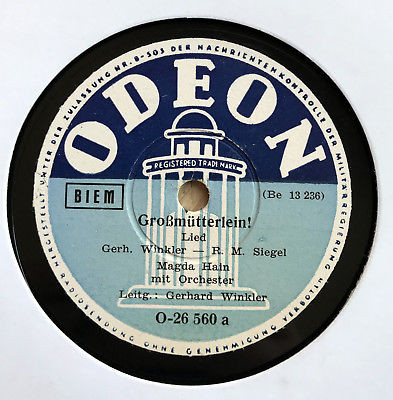 HERGESTELLT UNTER DER ZULASSUNG NR. B-503 DER NACHRICHTENKONTROLLE DER MILITÄRREGIERUNG
ODEON
REGISTERED TRADE MARK
BIEM
(Be 13 236)
Großmütterlein!
Lied
Gerh. Winkler - R. M. Siegel
Magda Hain
mit Orchester
Leitg.: Gerhard Winkler
O-26 560 a
RADIOSENDUNG OHNE GENEHMIGUNG VERBOTEN